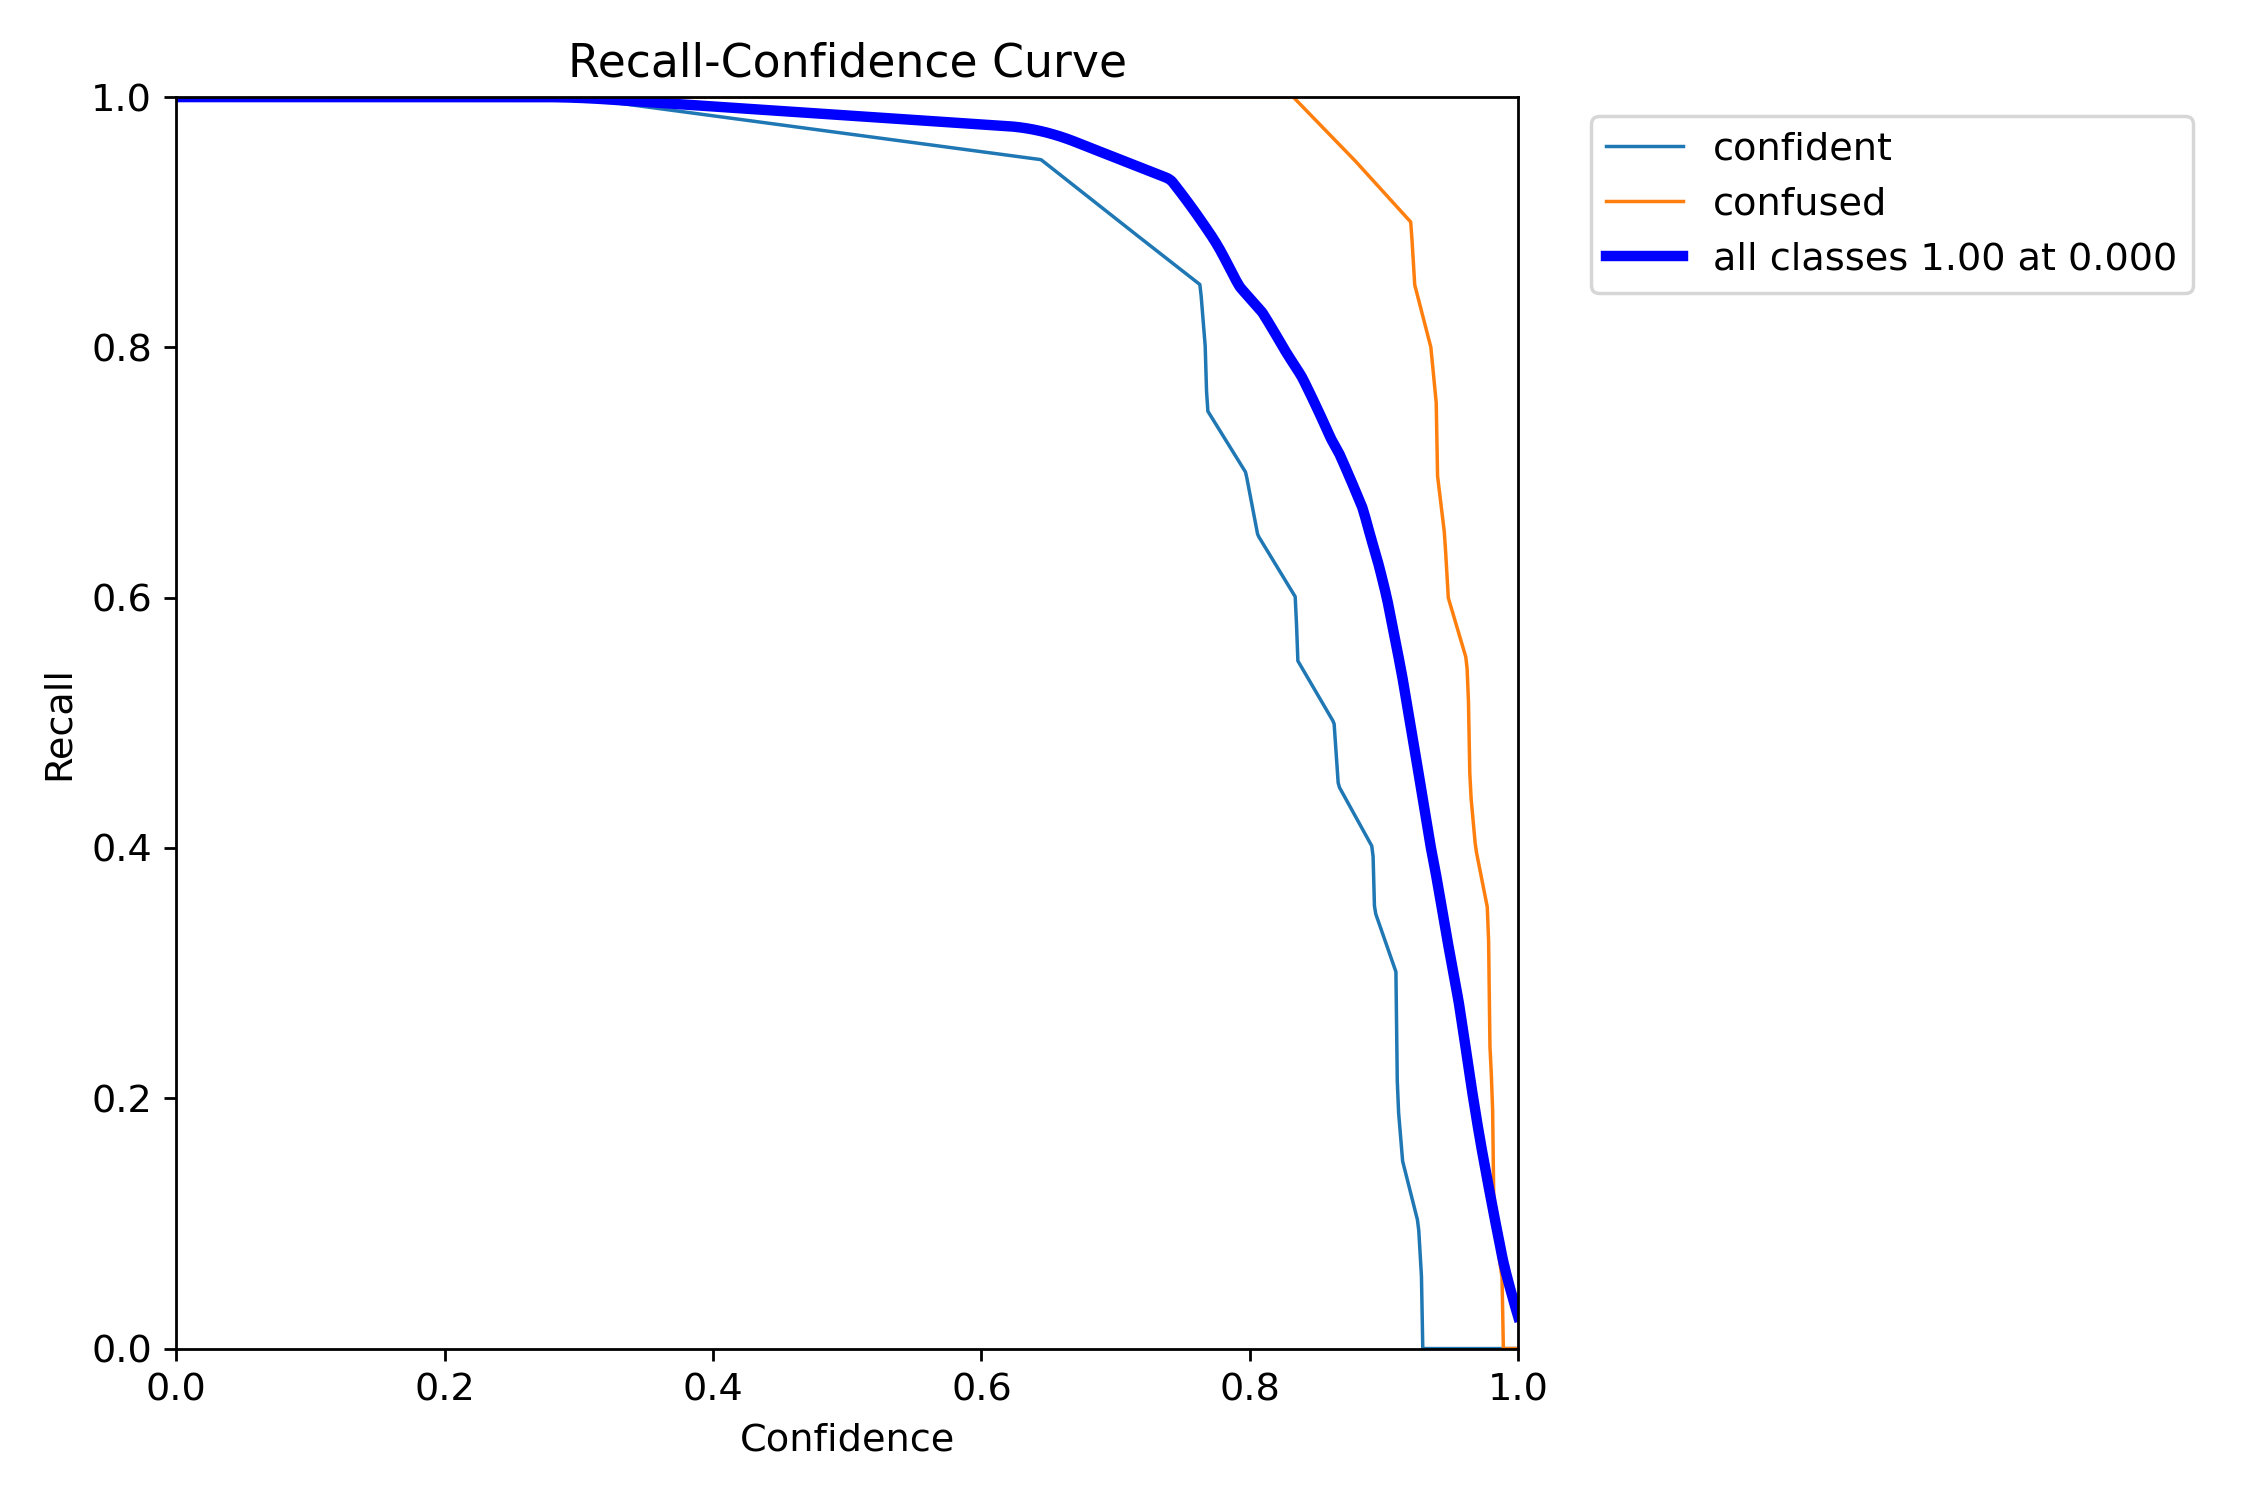 Recall-Confidence Curve
1.0
0.8
0.6
0.4
0.2
0.0
Recall
0.0 0.2 0.4 0.6 0.8 1.0
Confidence
confident
confused
all classes 1.00 at 0.000